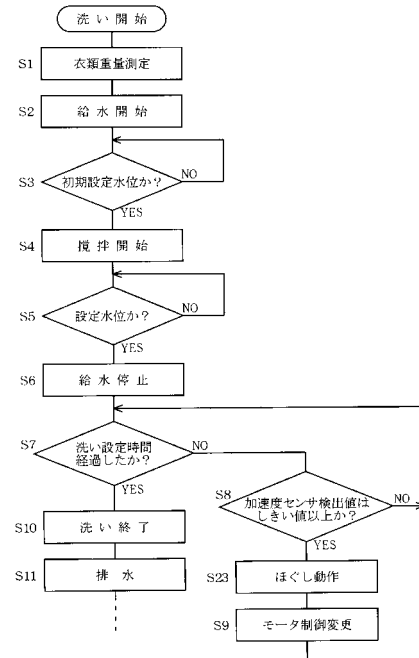 洗い開始
S1 衣類重量測定
S2 給水開始
S3 初期設定水位か？ NO
YES
S4 撹拌開始
S5 設定水位か？ NO
YES
S6 給水停止
S7 洗い設定時間
経過したか？ NO
YES
S8 加速度センサ検出値は
しきい値以上か？ NO
YES
S10 洗い終了
S11 排水
S23 ほぐし動作
S9 モータ制御変更